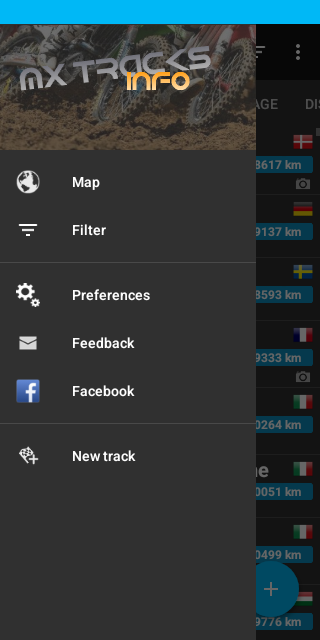 MX TRACKS
INFO
AGE DIS
Map
8617 km
Filter
9137 km
8593 km
Preferences
Feedback
9333 km
Facebook
0264 km
New track
ne
0051 km
0499 km
9776 km